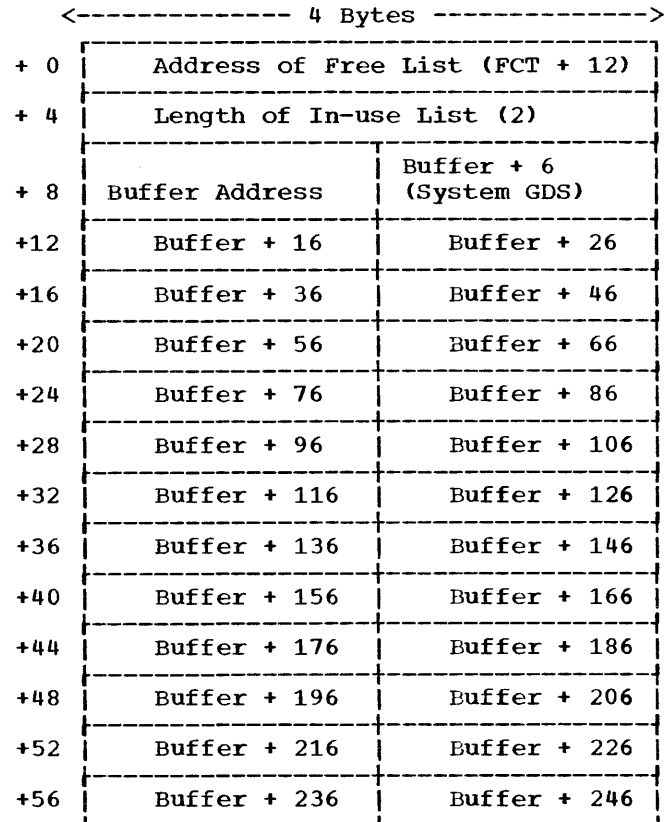 <------------ 4 Bytes ------------>
+ 0 Address of Free List (FCT + 12)
+ 4 Length of In-use List (2)
Buffer + 6
+ 8 Buffer Address (System GDS)
+12 Buffer + 16 Buffer + 26
+16 Buffer + 36 Buffer + 46
+20 Buffer + 56 Buffer + 66
+24 Buffer + 76 Buffer + 86
+28 Buffer + 96 Buffer + 106
+32 Buffer + 116 Buffer + 126
+36 Buffer + 136 Buffer + 146
+40 Buffer + 156 Buffer + 166
+44 Buffer + 176 Buffer + 186
+48 Buffer + 196 Buffer + 206
+52 Buffer + 216 Buffer + 226
+56 Buffer + 236 Buffer + 246